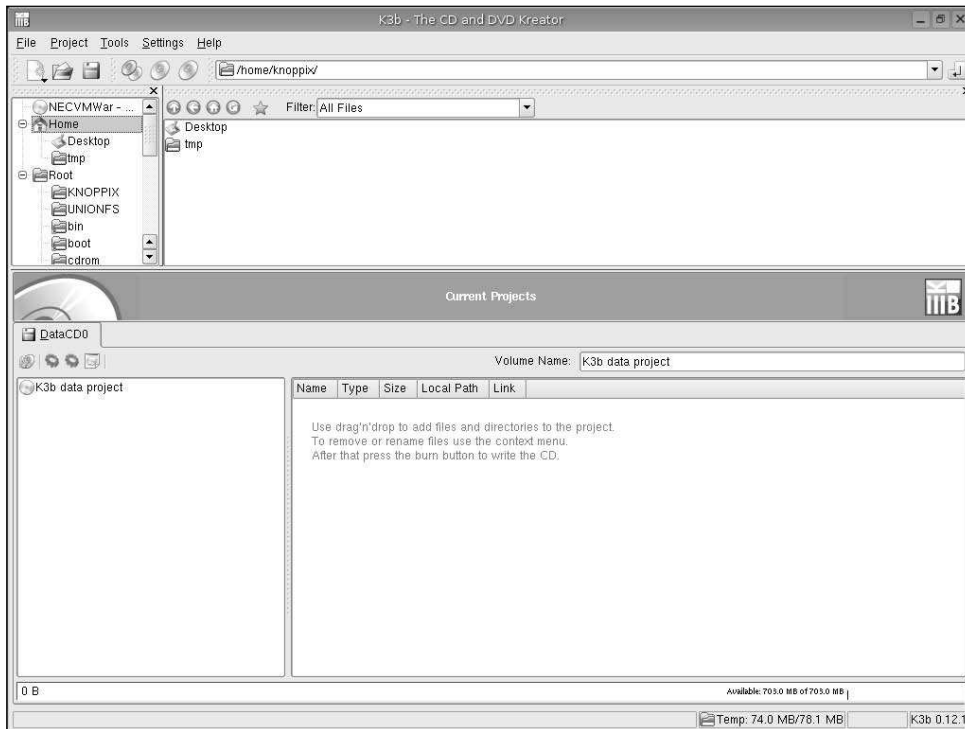 K3b - The CD and DVD Kreator
File Project Tools Settings Help
/home/knoppix/
NECVMWar - ...
Home
Desktop
tmp
Root
KNOPPIX
UNIONFS
bin
boot
cdrom
Filter: All Files
Desktop
tmp
Current Projects
DataCD0
Volume Name: K3b data project
K3b data project
Name Type Size Local Path Link
Use drag'n'drop to add files and directories to the project.
To remove or rename files use the context menu.
After that press the burn button to write the CD.
0 B
Available: 703.0 MB of 703.0 MB
Temp: 74.0 MB/78.1 MB
K3b 0.12.1